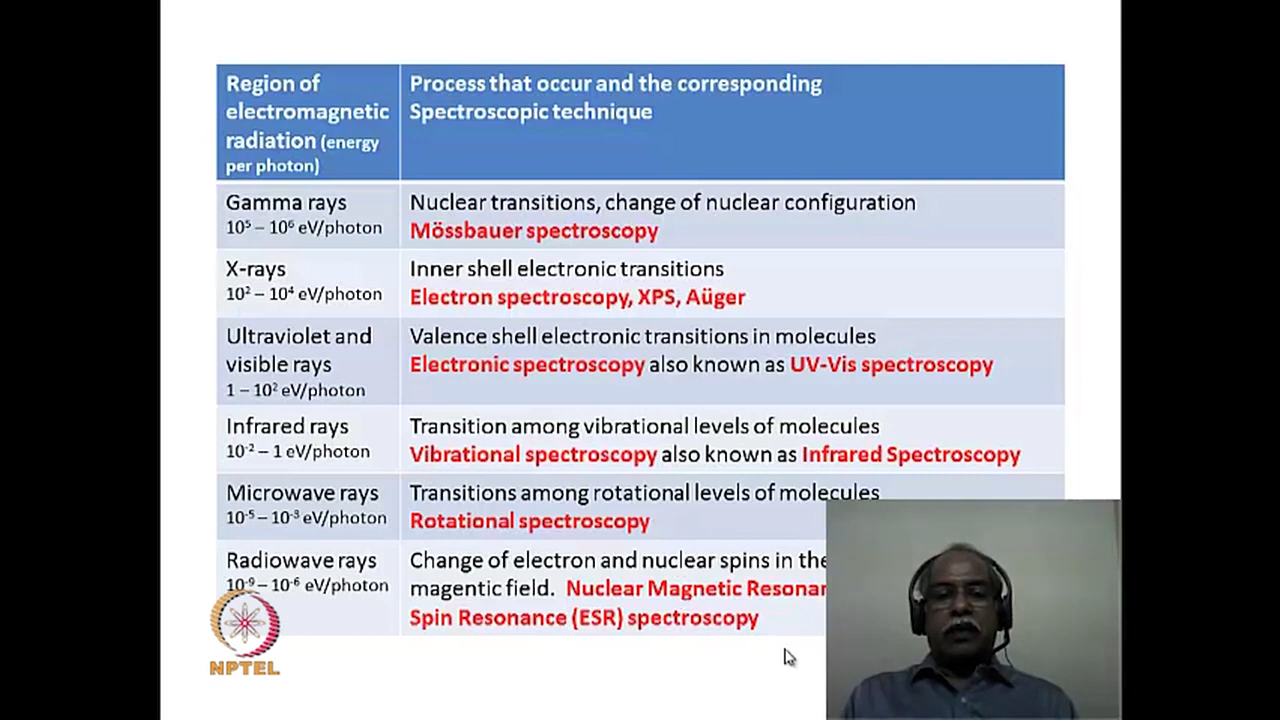 Region of
electromagnetic
radiation (energy
per photon)
Process that occur and the corresponding
Spectroscopic technique
Gamma rays
10⁵ – 10⁶ eV/photon
Nuclear transitions, change of nuclear configuration
Mössbauer spectroscopy
X-rays
10² – 10⁴ eV/photon
Inner shell electronic transitions
Electron spectroscopy, XPS, Aüger
Ultraviolet and
visible rays
1 – 10² eV/photon
Valence shell electronic transitions in molecules
Electronic spectroscopy also known as UV-Vis spectroscopy
Infrared rays
10⁻² – 1 eV/photon
Transition among vibrational levels of molecules
Vibrational spectroscopy also known as Infrared Spectroscopy
Microwave rays
10⁻⁵ – 10⁻³ eV/photon
Transitions among rotational levels of molecules
Rotational spectroscopy
Radiowave rays
10⁻⁹ – 10⁻⁶ eV/photon
Change of electron and nuclear spins in the
magentic field. Nuclear Magnetic
Spin Resonance (ESR) spectroscopy
NPTEL